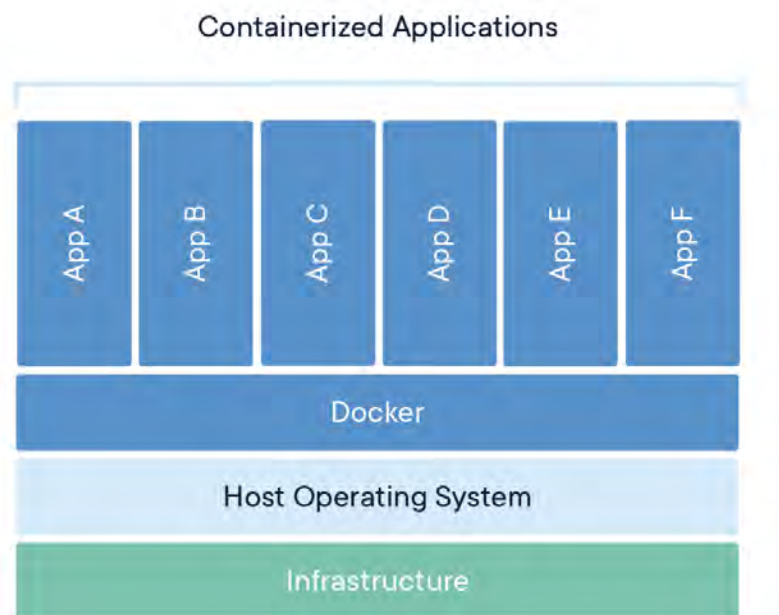 Containerized Applications
App A
App B
App C
App D
App E
App F
Docker
Host Operating System
Infrastructure